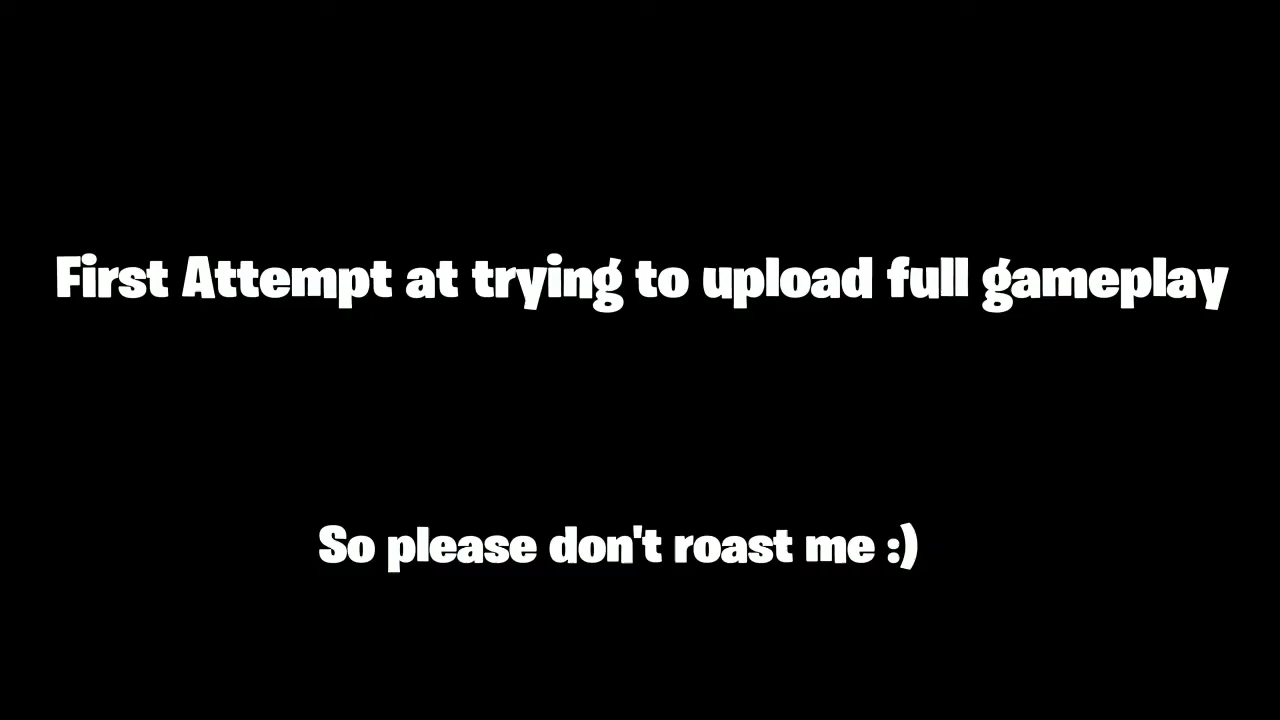 First Attempt at trying to upload full gameplay
So please don't roast me :)